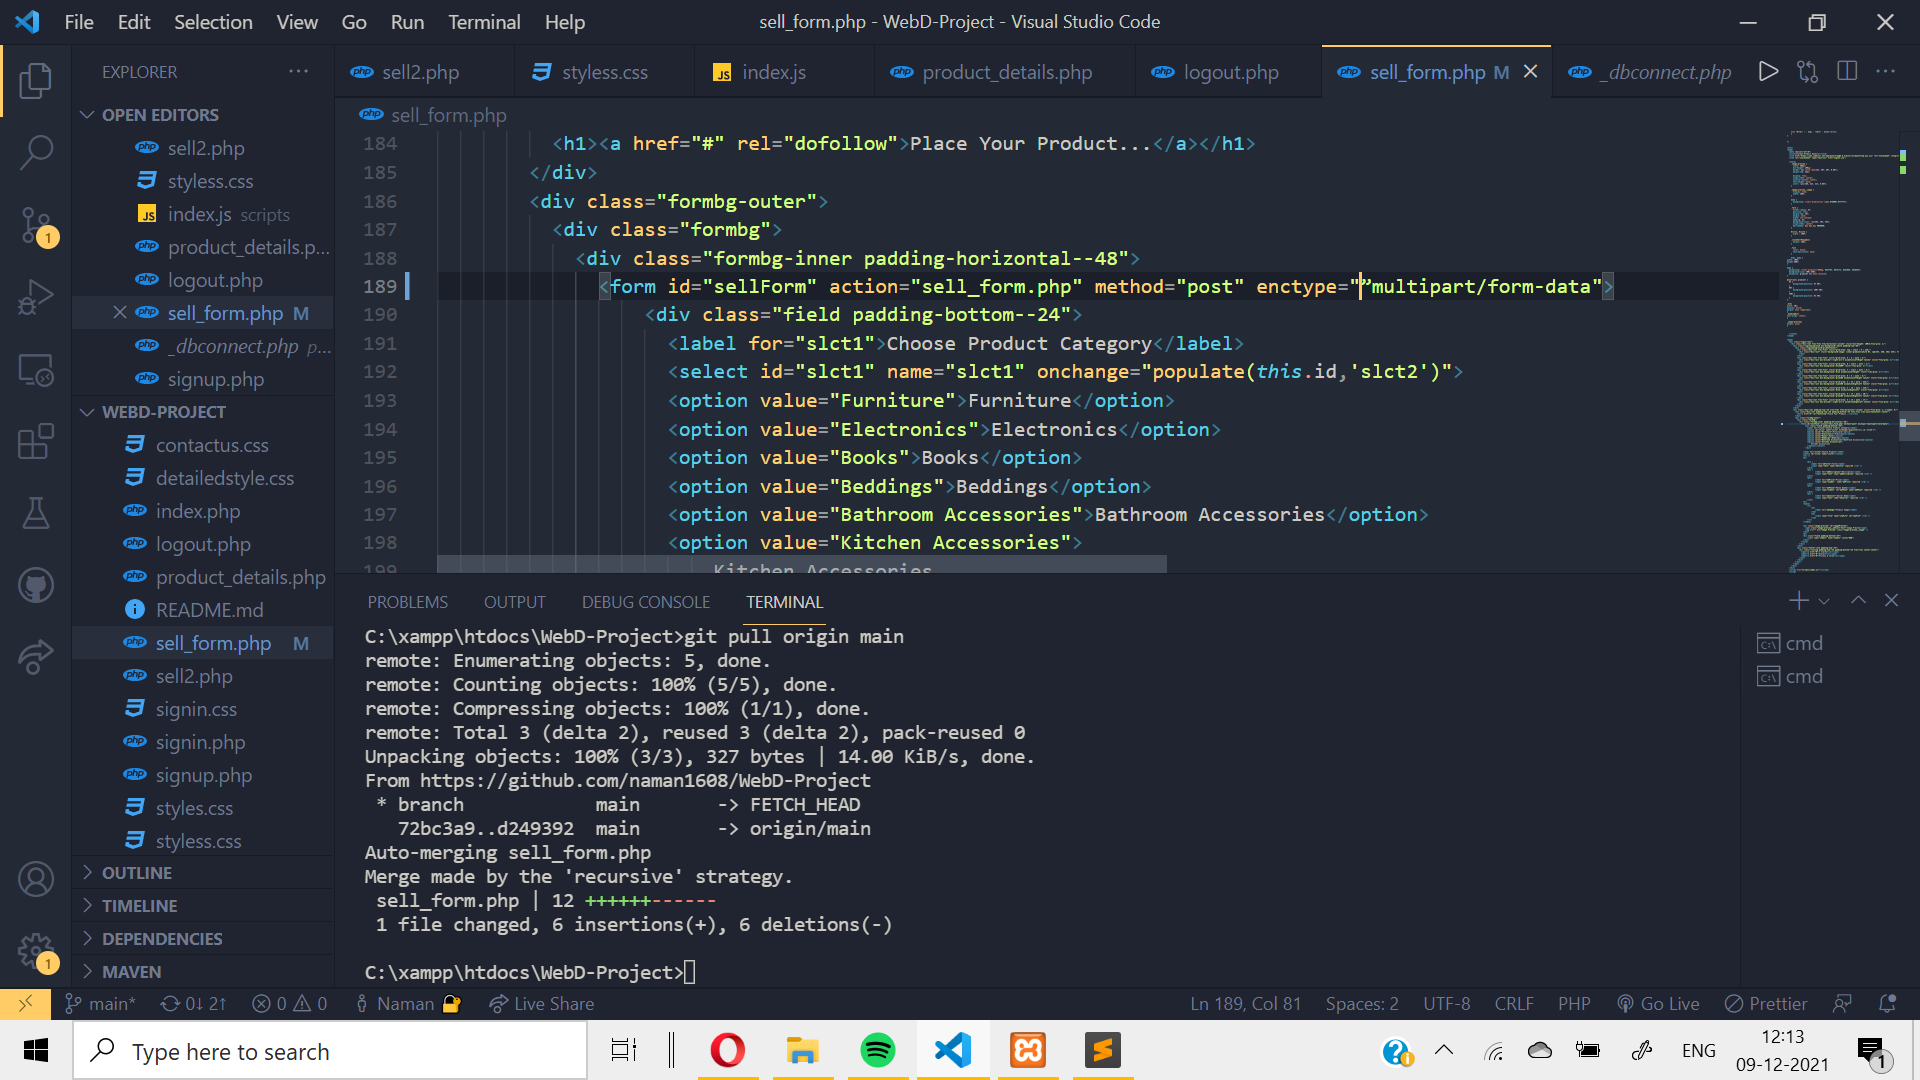 File Edit Selection View Go Run Terminal Help
sell_form.php - WebD-Project - Visual Studio Code
EXPLORER
sell2.php
styless.css
JS index.js
product_details.php
logout.php
sell_form.php M
_dbconnect.php
OPEN EDITORS
sell2.php
styless.css
JS index.js scripts
product_details.p...
logout.php
sell_form.php M
_dbconnect.php p...
signup.php
WEBD-PROJECT
contactus.css
detailedstyle.css
index.php
logout.php
product_details.php
README.md
sell_form.php M
sell2.php
signin.css
signin.php
signup.php
styles.css
styless.css
OUTLINE
TIMELINE
DEPENDENCIES
MAVEN
1
1
sell_form.php
184 <h1><a href="#" rel="dofollow">Place Your Product...</a></h1>
185 </div>
186 <div class="formbg-outer">
187 <div class="formbg">
188 <div class="formbg-inner padding-horizontal--48">
189 <form id="sellForm" action="sell_form.php" method="post" enctype="”multipart/form-data">
190 <div class="field padding-bottom--24">
191 <label for="slct1">Choose Product Category</label>
192 <select id="slct1" name="slct1" onchange="populate(this.id,'slct2')">
193 <option value="Furniture">Furniture</option>
194 <option value="Electronics">Electronics</option>
195 <option value="Books">Books</option>
196 <option value="Beddings">Beddings</option>
197 <option value="Bathroom Accessories">Bathroom Accessories</option>
198 <option value="Kitchen Accessories">
199 Kitchen Accessories
PROBLEMS OUTPUT DEBUG CONSOLE TERMINAL
C:\xampp\htdocs\WebD-Project>git pull origin main
remote: Enumerating objects: 5, done.
remote: Counting objects: 100% (5/5), done.
remote: Compressing objects: 100% (1/1), done.
remote: Total 3 (delta 2), reused 3 (delta 2), pack-reused 0
Unpacking objects: 100% (3/3), 327 bytes | 14.00 KiB/s, done.
From https://github.com/naman1608/WebD-Project
 * branch            main       -> FETCH_HEAD
   72bc3a9..d249392  main       -> origin/main
Auto-merging sell_form.php
Merge made by the 'recursive' strategy.
 sell_form.php | 12 ++++++------
 1 file changed, 6 insertions(+), 6 deletions(-)
C:\xampp\htdocs\WebD-Project>
cmd
cmd
main* 0↓ 2↑ 0 0 Naman Live Share
Ln 189, Col 81 Spaces: 2 UTF-8 CRLF PHP Go Live Prettier
Type here to search
ENG
12:13
09-12-2021
1